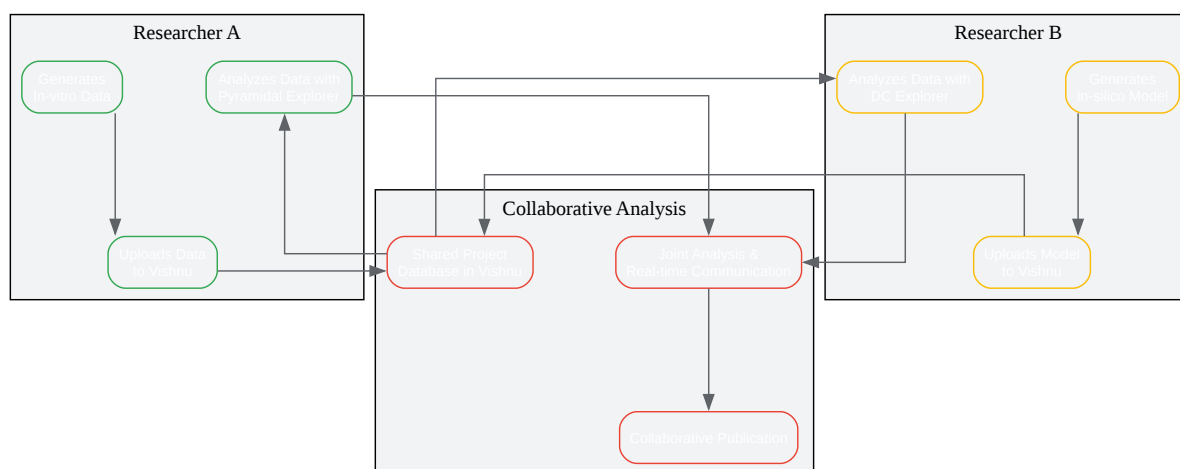 Researcher A
Generates
In-vitro Data
Analyzes Data with
Pyramidal Explorer
Uploads Data
to Vishnu
Researcher B
Analyzes Data with
DC Explorer
Generates
in-silico Model
Uploads Model
to Vishnu
Collaborative Analysis
Shared Project
Database in Vishnu
Joint Analysis &
Real-time Communication
Collaborative Publication